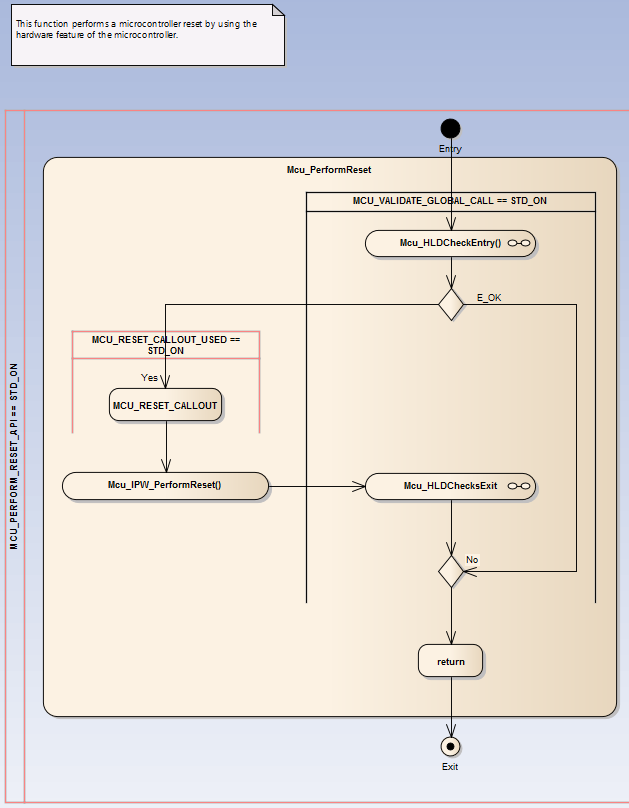 This function performs a microcontroller reset by using the
hardware feature of the microcontroller.
Entry
Mcu_PerformReset
MCU_VALIDATE_GLOBAL_CALL == STD_ON
Mcu_HLDCheckEntry()
E_OK
MCU_RESET_CALLOUT_USED ==
STD_ON
Yes
MCU_RESET_CALLOUT
Mcu_IPW_PerformReset()
Mcu_HLDChecksExit
No
return
Exit
MCU_PERFORM_RESET_API == STD_ON